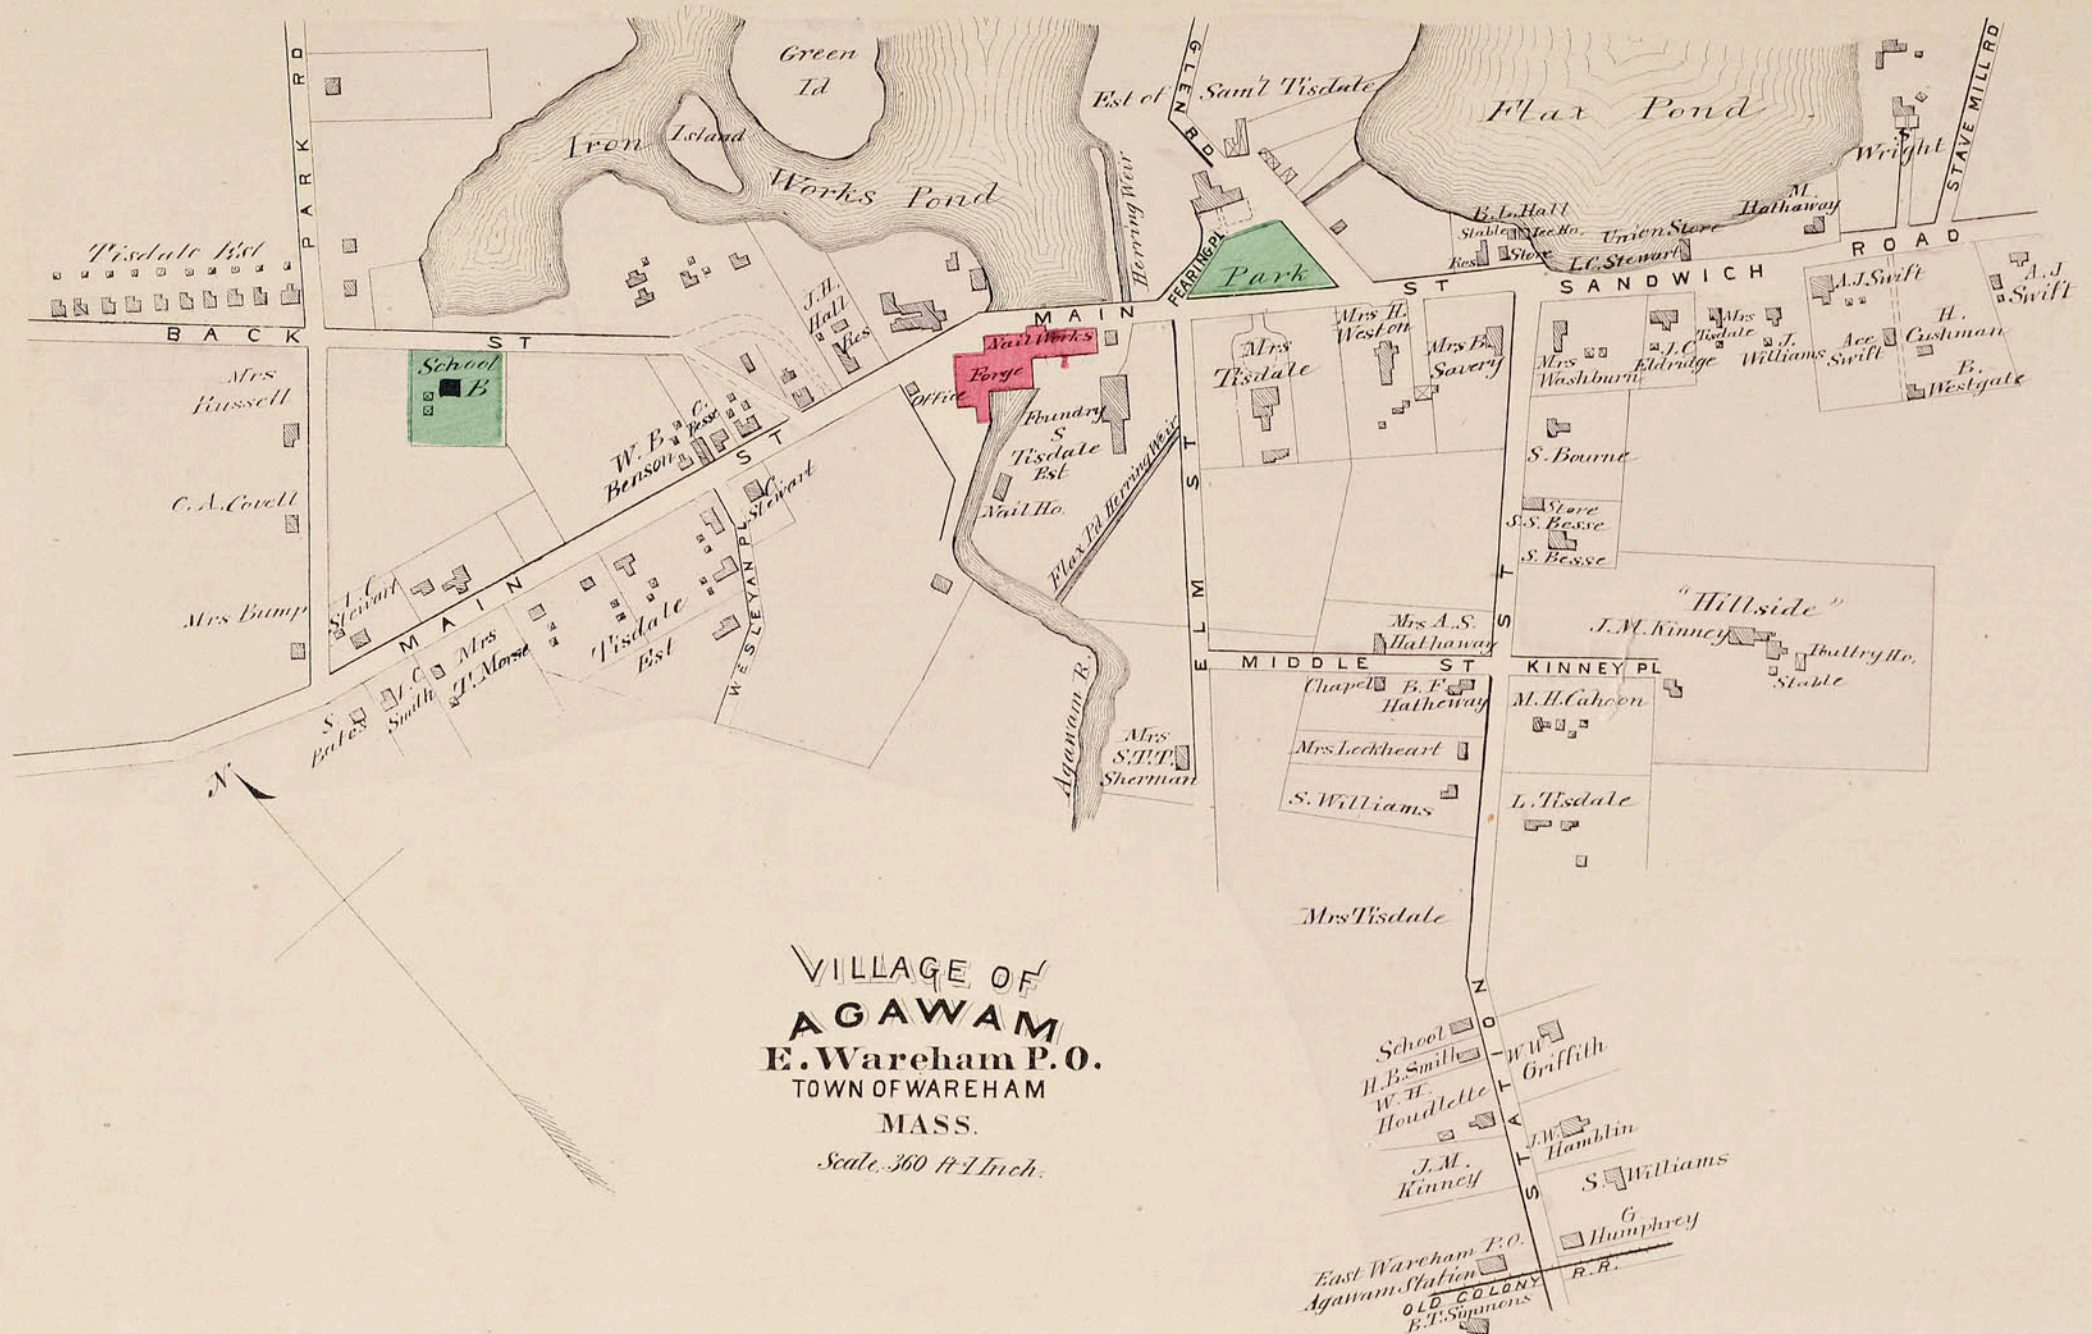 PARK RD
Green
Id
Iron Works Pond
Island
Herring Weir
Est of Sam'l Tisdale
GLEN RD
Flax Pond
S Wright
STAVE MILL RD
Tisdale Est
BACK ST
J.H.
Hall
Res
MAIN ST
FEARING PL
Park
B.L. Hall
Stable
Ice Ho.
Res
Store
Union Store
L.C. Stewart
M.
Hathaway
SANDWICH ROAD
School
B
Mrs
Russell
C.A. Covell
Mrs Bump
W.B.
Benson
C.
Besse
Office
Nail Works
Forge
Foundry
S
Tisdale
Est
Nail Ho.
Flax Pd Herring Weir
Mrs
Tisdale
Mrs H.
Weston
Mrs B.
Savery
Mrs
Washburn
J.C.
Eldridge
Mrs
Tisdale
J.
Williams
A.J. Swift
Ace
Swift
H.
Cushman
B.
Westgate
A.J
Swift
S. Bourne
Store
S.S. Besse
S. Besse
C.
Stewart
WESLEYAN PL
MAIN ST
Stewart
S.
Bates
Smith
Mrs
T. Morse
Tisdale
Est
Agawam R.
ELM ST
Mrs
S.T.T.
Sherman
Mrs A.S.
Hathaway
MIDDLE ST
KINNEY PL
"Hillside"
J.M. Kinney
Poultry Ho.
Stable
Chapel
B.F.
Hatheway
M.H. Cahoon
Mrs Lockheart
S. Williams
L. Tisdale
Mrs Tisdale
N
VILLAGE OF
AGAWAM
E. Wareham P.O.
TOWN OF WAREHAM
MASS.
Scale 360 ft 1 Inch.
STATION ST
School
H.B. Smith
W.H.
Houdlette
W.W.
Griffith
J.W.
Hamblin
J.M.
Kinney
S. Williams
G
Humphrey
East Wareham P.O.
Agawam Station
OLD COLONY R.R.
B.T. Simmons